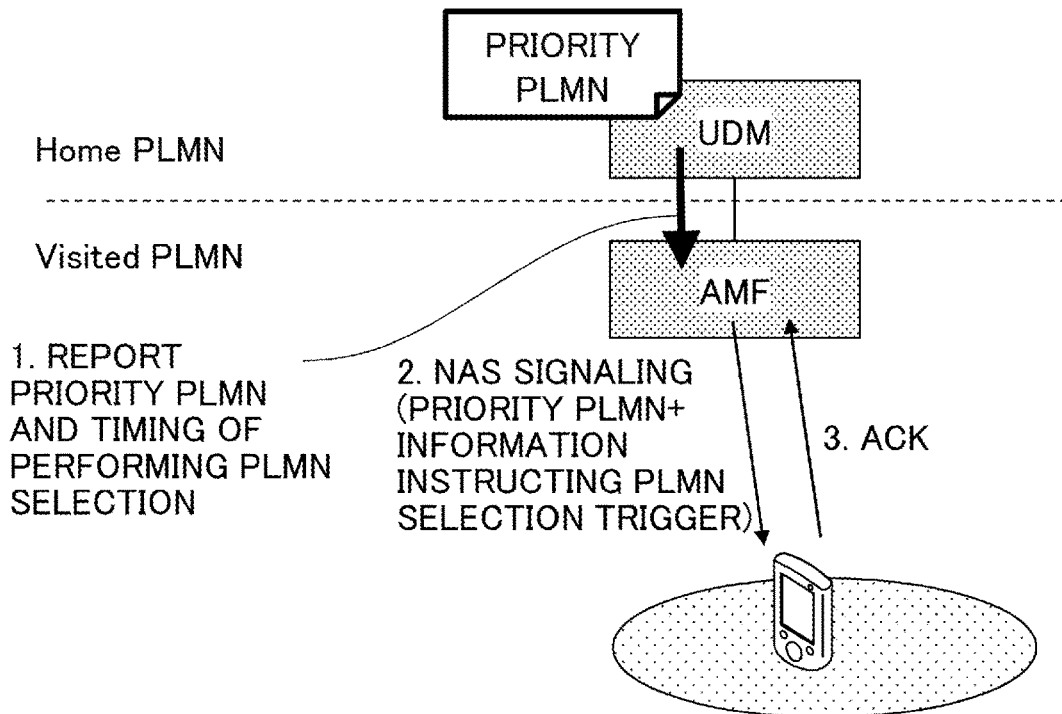 PRIORITY
PLMN
UDM
Home PLMN
Visited PLMN
AMF
1. REPORT
PRIORITY PLMN
AND TIMING OF
PERFORMING PLMN
SELECTION
2. NAS SIGNALING
(PRIORITY PLMN+
INFORMATION
INSTRUCTING PLMN
SELECTION TRIGGER)
3. ACK